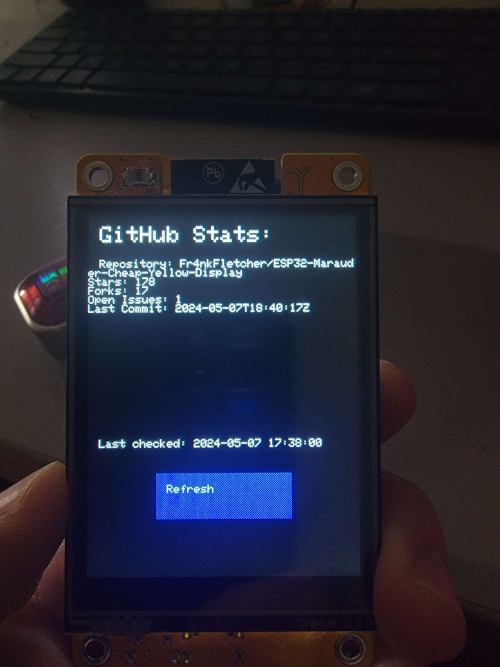 Pb
GitHub Stats:
Repository: Fr4nkFletcher/ESP32-Maraud
er-Cheap-Yellow-Display
Stars: 178
Forks: 17
Open Issues: 1
Last Commit: 2024-05-07T18:40:17Z
Last checked: 2024-05-07 17:38:00
Refresh